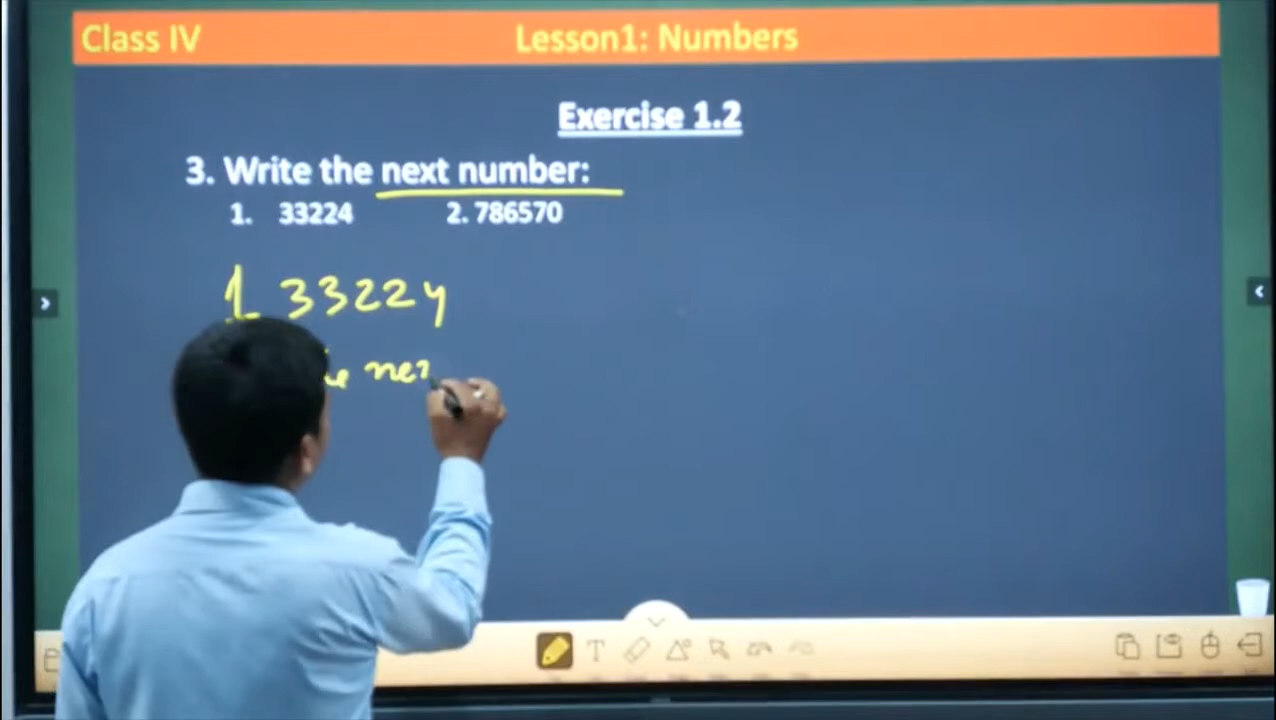 Class IV Lesson1: Numbers
Exercise 1.2
3. Write the next number:
1. 33224 2. 786570
1 33224